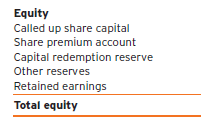 Equity
Called up share capital
Share premium account
Capital redemption reserve
Other reserves
Retained earnings
Total equity